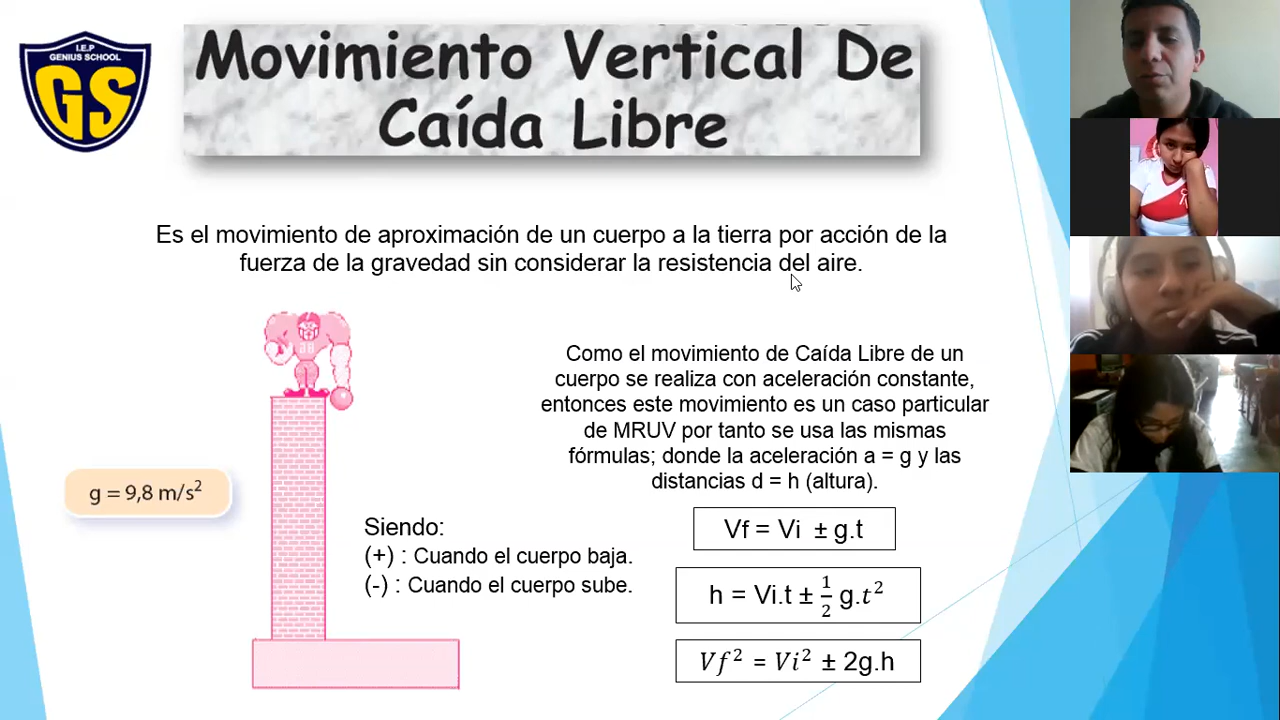 I.E.P
GENIUS SCHOOL
GS
Movimiento Vertical De
Caída Libre
Es el movimiento de aproximación de un cuerpo a la tierra por acción de la
fuerza de la gravedad sin considerar la resistencia del aire.
Como el movimiento de Caída Libre de un
cuerpo se realiza con aceleración constante,
entonces este movimiento es un caso particular
de MRUV por tanto se usa las mismas
fórmulas; donde la aceleración a = g y las
distancias d = h (altura).
g = 9,8 m/s²
Siendo:
(+) : Cuando el cuerpo baja.
(-) : Cuando el cuerpo sube.
Vf = Vi ± g.t
h = Vi.t ± 1/2 g.t²
Vf² = Vi² ± 2g.h